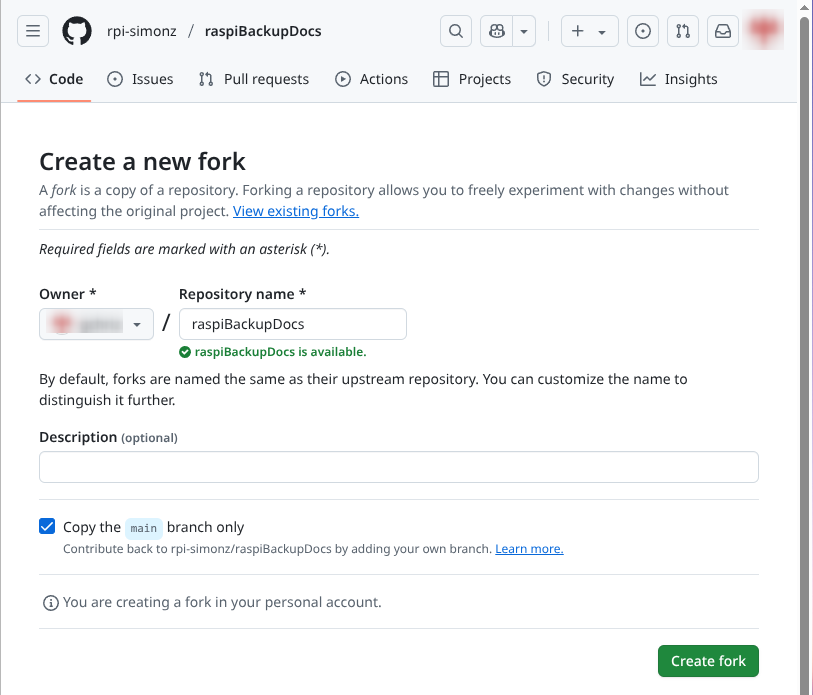 rpi-simonz / raspiBackupDocs
Code Issues Pull requests Actions Projects Security Insights
Create a new fork
A fork is a copy of a repository. Forking a repository allows you to freely experiment with changes without
affecting the original project. View existing forks.
Required fields are marked with an asterisk (*).
Owner * Repository name *
/ raspiBackupDocs
raspiBackupDocs is available.
By default, forks are named the same as their upstream repository. You can customize the name to
distinguish it further.
Description (optional)
Copy the main branch only
Contribute back to rpi-simonz/raspiBackupDocs by adding your own branch. Learn more.
You are creating a fork in your personal account.
Create fork